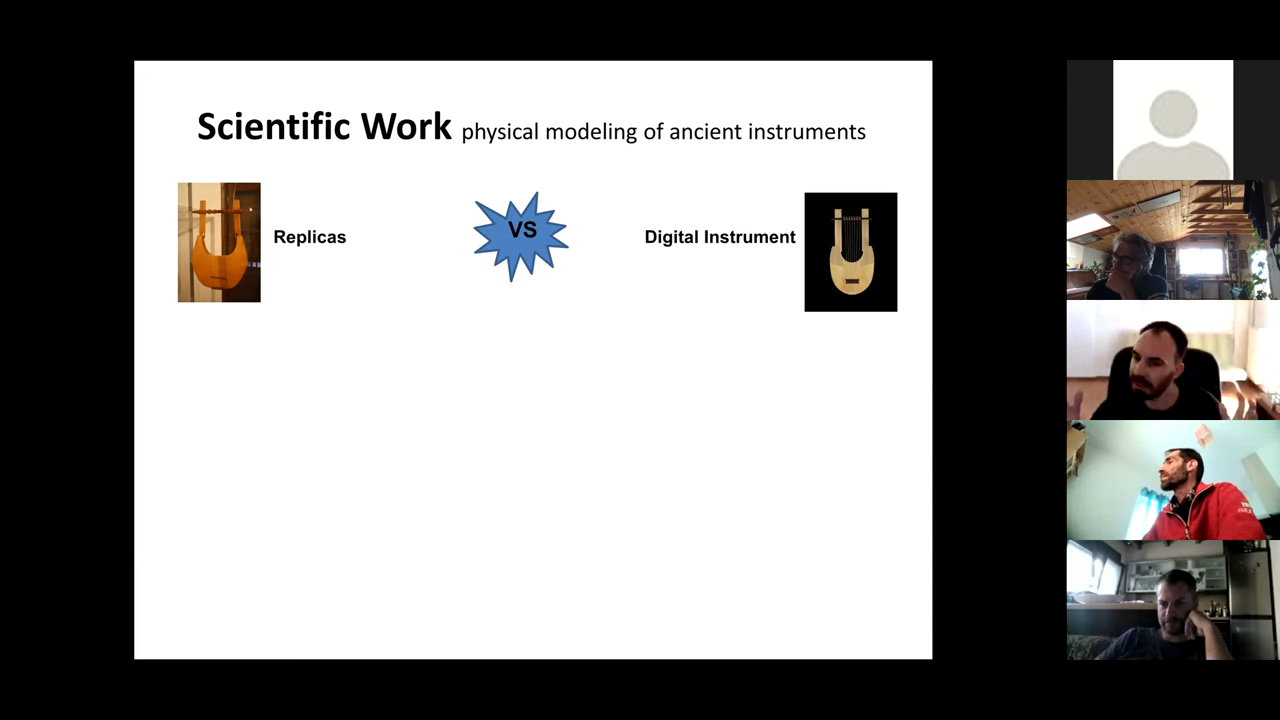 Scientific Work physical modeling of ancient instruments
Replicas
VS
Digital Instrument